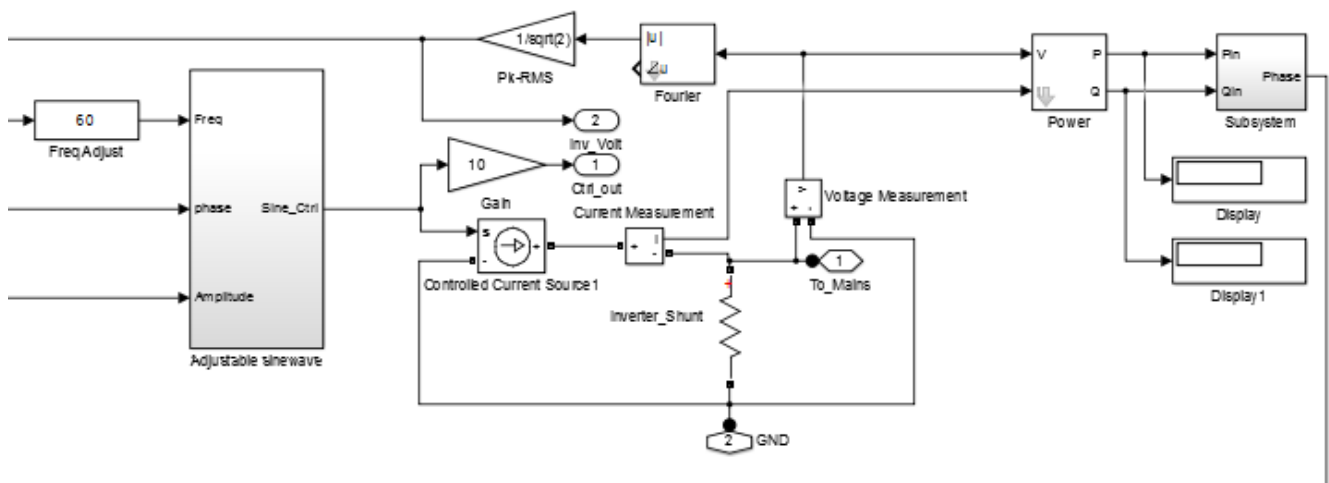 1/sqrt(2)
Pk-RMS
|u|
∠u
Fourier
V
I
P
Q
Power
Pin
Qin
Phase
Subsystem
60
Freq Adjust
Freq
phase
Amplitude
Sine_Ctrl
Adjustable sinewave
2
Inv_Volt
10
Gain
1
Ctrl_out
s
+
-
Controlled Current Source1
Current Measurement
+
-
i
v
+
-
Voltage Measurement
1
To_Mains
Inverter_Shunt
+
2
GND
Display
Display1